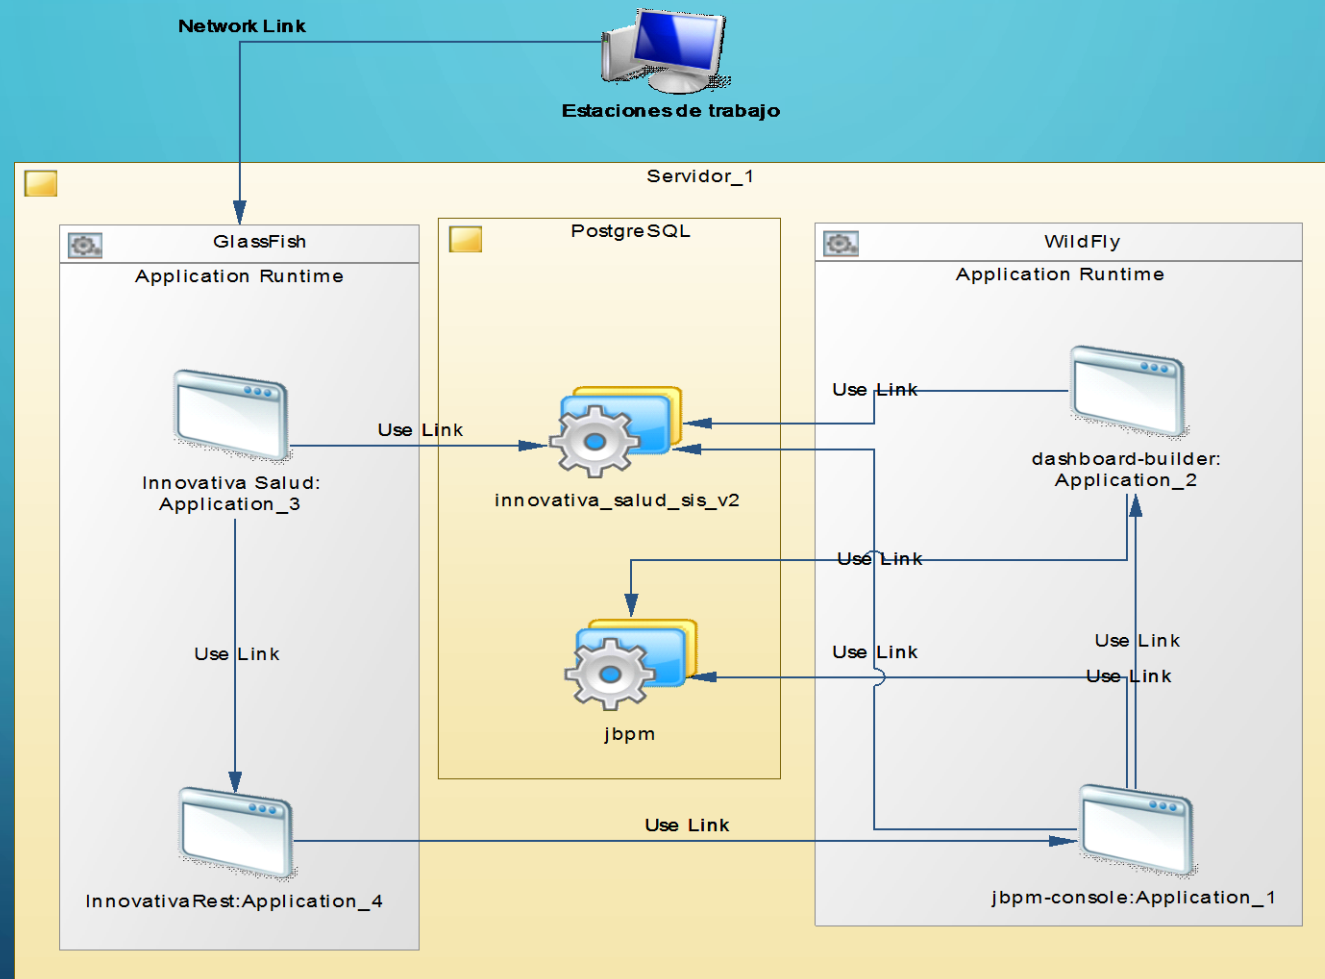 Network Link
Estaciones de trabajo
Servidor_1
GlassFish
Application Runtime
PostgreSQL
WildFly
Application Runtime
Use Link
Use Link
Innovativa Salud:
Application_3
innovativa_salud_sis_v2
dashboard-builder:
Application_2
Use Link
Use Link
Use Link
Use Link
Use Link
jbpm
Use Link
InnovativaRest:Application_4
jbpm-console:Application_1